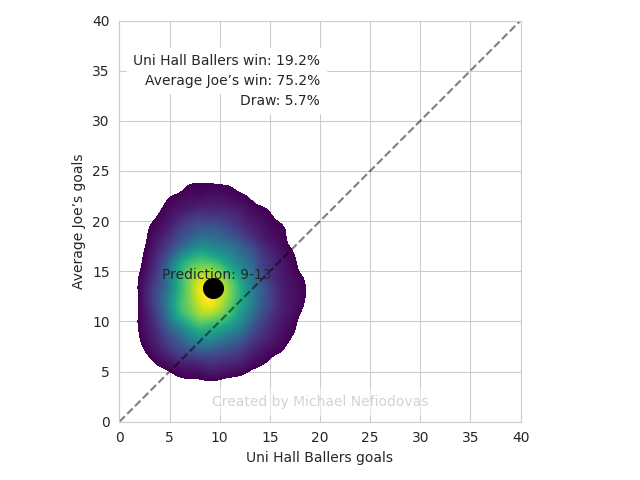 40
35
30
25
20
15
10
5
0
Uni Hall Ballers win: 19.2%
Average Joe’s win: 75.2%
Draw: 5.7%
Average Joe’s goals
Prediction: 9-13
Created by Michael Nefiodovas
0 5 10 15 20 25 30 35 40
Uni Hall Ballers goals